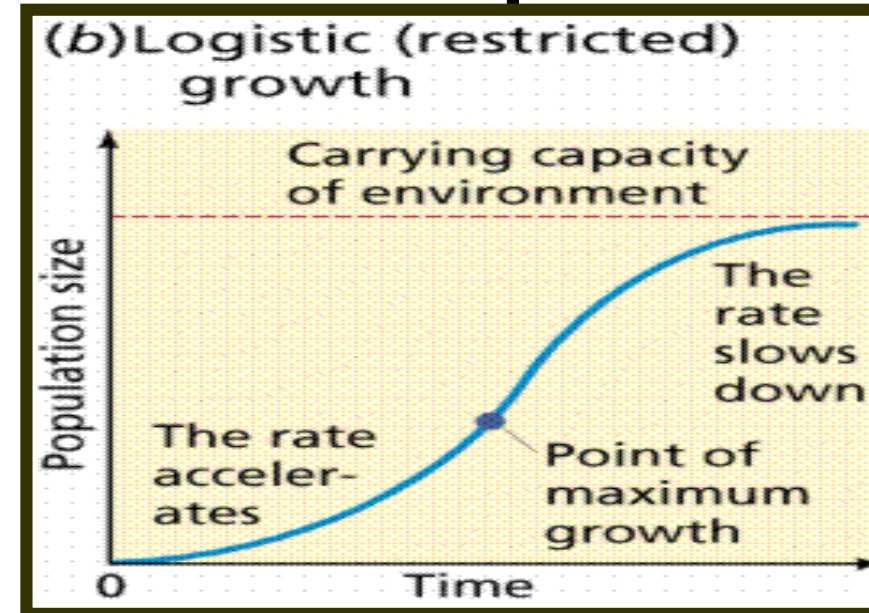 (b)Logistic (restricted)
growth
Carrying capacity
of environment
Population size
The
rate
slows
down
The rate
acceler-
ates
Point of
maximum
growth
0
Time